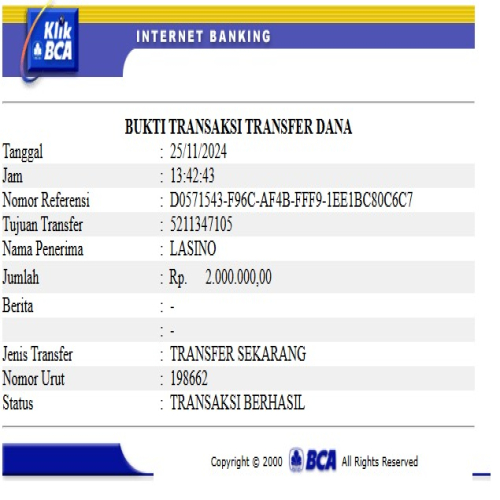 Klik
BCA
INTERNET BANKING
BUKTI TRANSAKSI TRANSFER DANA
Tanggal : 25/11/2024
Jam : 13:42:43
Nomor Referensi : D0571543-F96C-AF4B-FFF9-1EE1BC80C6C7
Tujuan Transfer : 5211347105
Nama Penerima : LASINO
Jumlah : Rp. 2.000.000,00
Berita : -
: -
Jenis Transfer : TRANSFER SEKARANG
Nomor Urut : 198662
Status : TRANSAKSI BERHASIL
Copyright © 2000 BCA All Rights Reserved